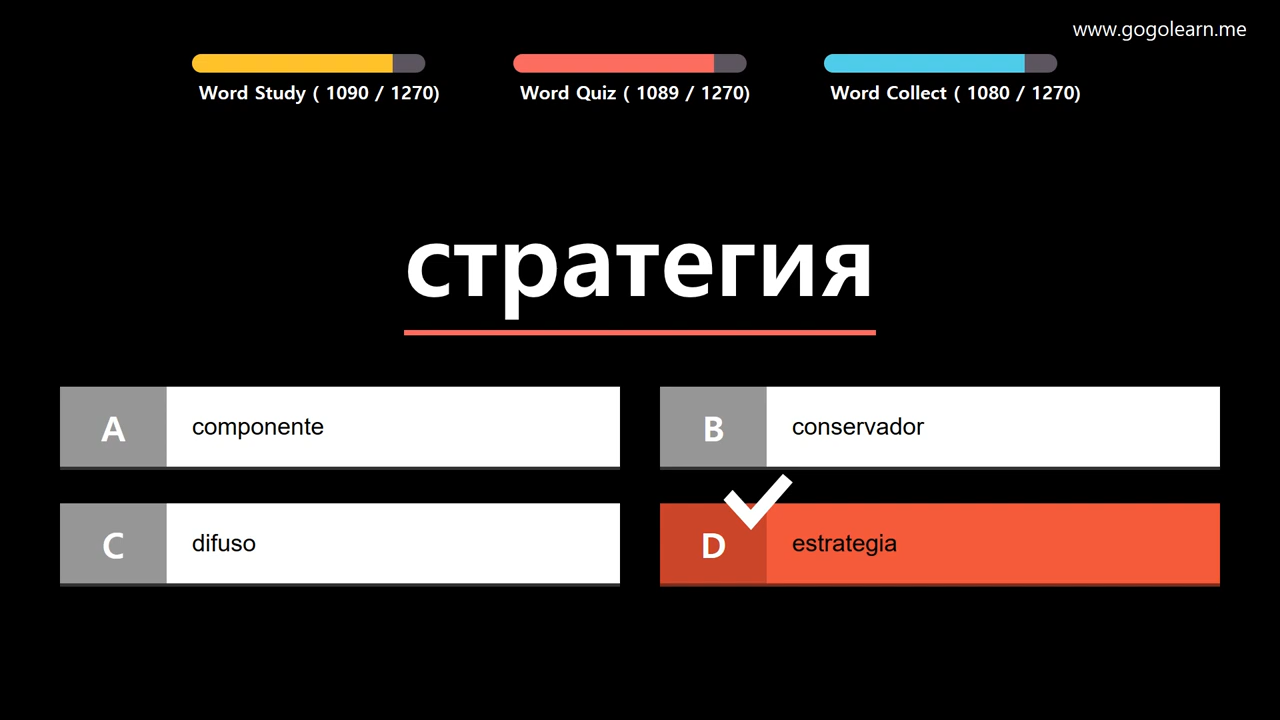 www.gogolearn.me
Word Study ( 1090 / 1270)
Word Quiz ( 1089 / 1270)
Word Collect ( 1080 / 1270)
стратегия
A componente
B conservador
C difuso
D estrategia